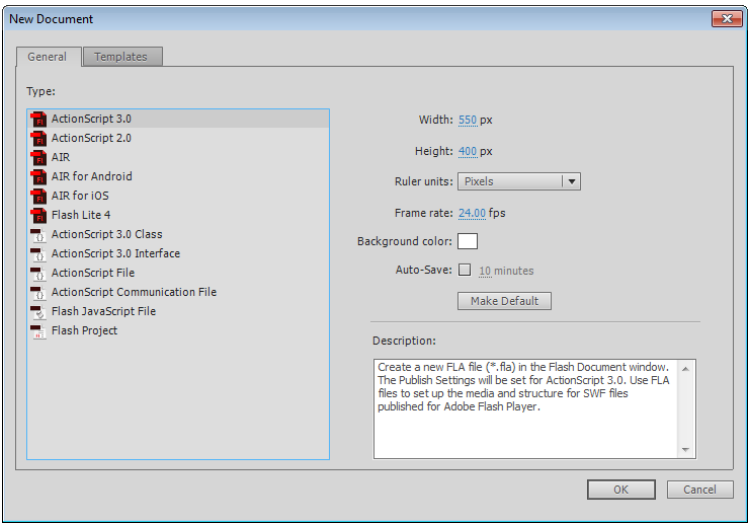 New Document
General
Templates
Type:
ActionScript 3.0
ActionScript 2.0
AIR
AIR for Android
AIR for iOS
Flash Lite 4
ActionScript 3.0 Class
ActionScript 3.0 Interface
ActionScript File
ActionScript Communication File
Flash JavaScript File
Flash Project
Width: 550 px
Height: 400 px
Ruler units: Pixels
Frame rate: 24.00 fps
Background color:
Auto-Save: 10 minutes
Make Default
Description:
Create a new FLA file (*.fla) in the Flash Document window.
The Publish Settings will be set for ActionScript 3.0. Use FLA
files to set up the media and structure for SWF files
published for Adobe Flash Player.
OK
Cancel